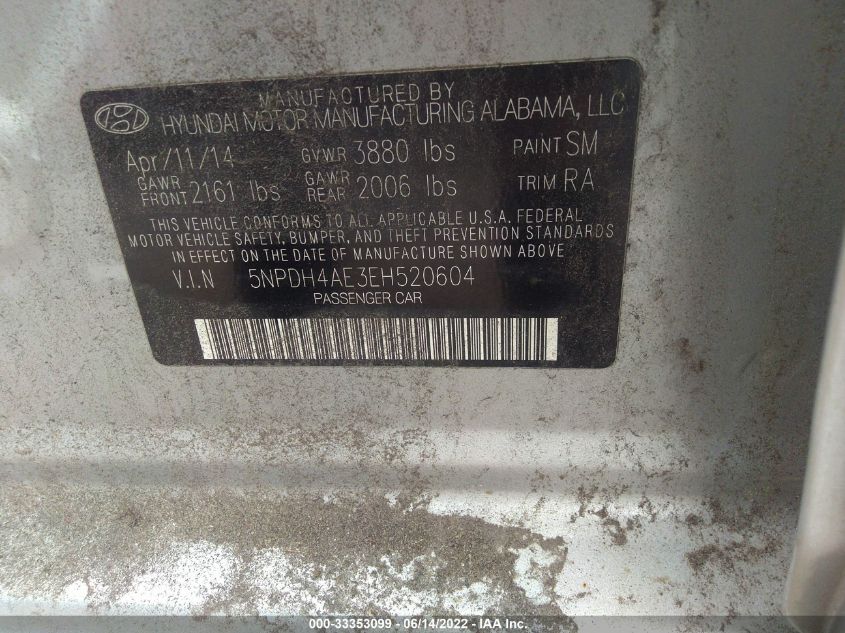 MANUFACTURED BY
HYUNDAI MOTOR MANUFACTURING ALABAMA, LLC
Apr/11/14 GVWR 3880 lbs PAINT SM
GAWR FRONT 2161 lbs GAWR REAR 2006 lbs TRIM RA
THIS VEHICLE CONFORMS TO ALL APPLICABLE U.S.A. FEDERAL
MOTOR VEHICLE SAFETY, BUMPER, AND THEFT PREVENTION STANDARDS
IN EFFECT ON THE DATE OF MANUFACTURE SHOWN ABOVE
V.I.N 5NPDH4AE3EH520604
PASSENGER CAR
000-33353099 - 06/14/2022 - IAA Inc.